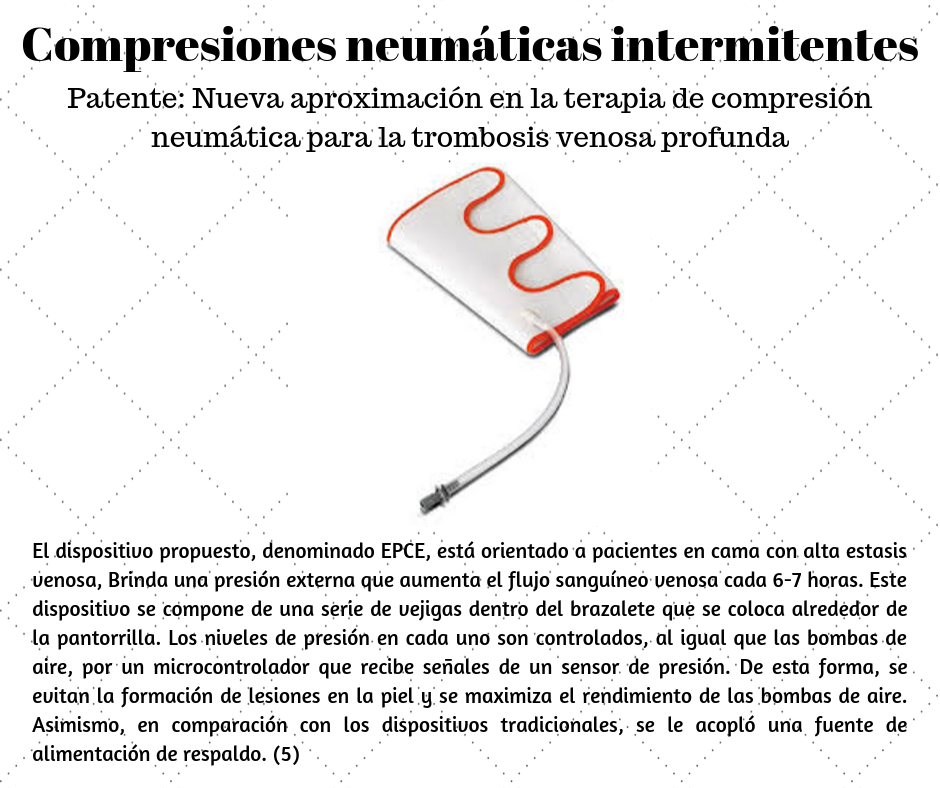 Compresiones neumáticas intermitentes
Patente: Nueva aproximación en la terapia de compresión
neumática para la trombosis venosa profunda
El dispositivo propuesto, denominado EPCE, está orientado a pacientes en cama con alta estasis
venosa, Brinda una presión externa que aumenta el flujo sanguíneo venosa cada 6-7 horas. Este
dispositivo se compone de una serie de vejigas dentro del brazalete que se coloca alrededor de
la pantorrilla. Los niveles de presión en cada uno son controlados, al igual que las bombas de
aire, por un microcontrolador que recibe señales de un sensor de presión. De esta forma, se
evitan la formación de lesiones en la piel y se maximiza el rendimiento de las bombas de aire.
Asimismo, en comparación con los dispositivos tradicionales, se le acopló una fuente de
alimentación de respaldo. (5)